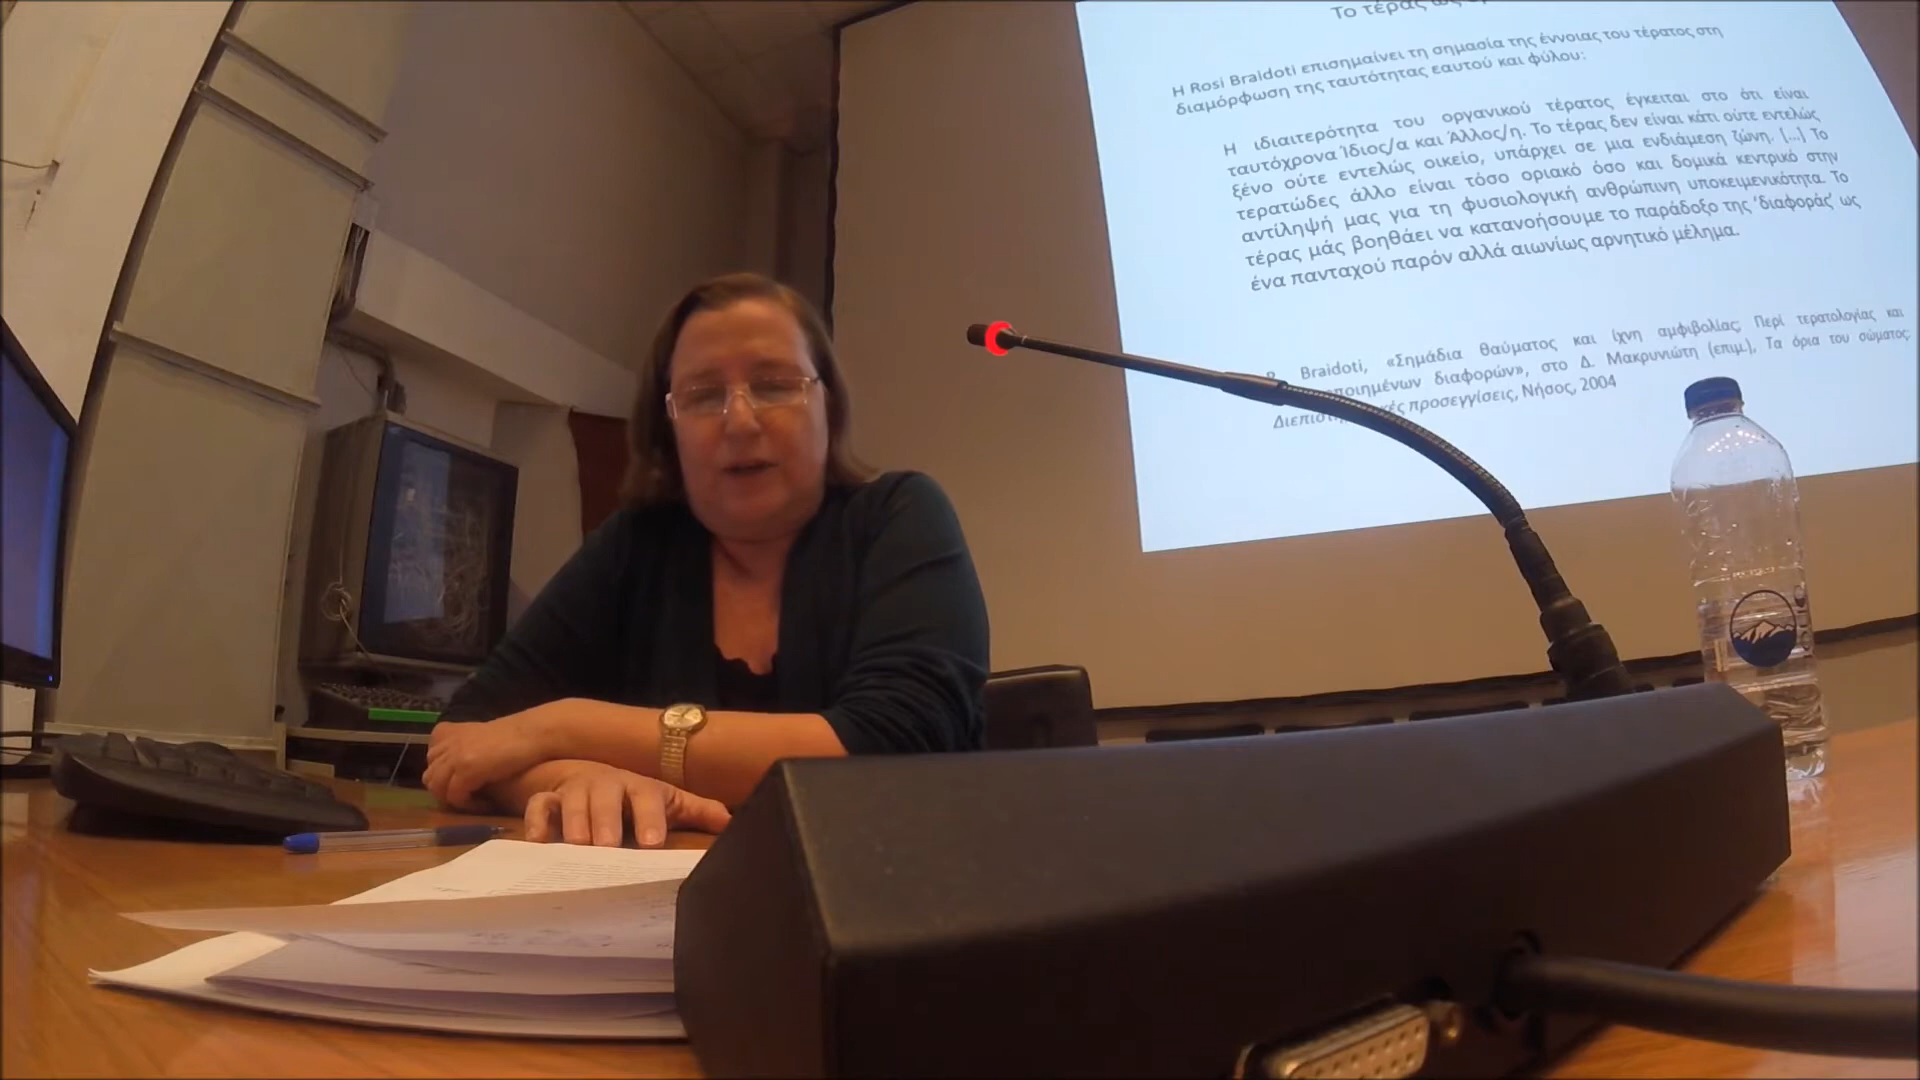 Το τέρας ως
Η Rosi Braidoti επισημαίνει τη σημασία της έννοιας του τέρατος στη
διαμόρφωση της ταυτότητας εαυτού και φύλου:
Η ιδιαιτερότητα του οργανικού τέρατος έγκειται στο ότι είναι
ταυτόχρονα Ίδιος/α και Άλλος/η. Το τέρας δεν είναι κάτι ούτε εντελώς
ξένο ούτε εντελώς οικείο, υπάρχει σε μια ενδιάμεση ζώνη. (...) Το
τερατώδες άλλο είναι τόσο οριακό όσο και δομικά κεντρικό στην
αντίληψή μας για τη φυσιολογική ανθρώπινη υποκειμενικότητα. Το
τέρας μάς βοηθάει να κατανοήσουμε το παράδοξο της 'διαφοράς' ως
ένα πανταχού παρόν αλλά αιωνίως αρνητικό μέλημα.
Braidoti, «Σημάδια θαύματος και ίχνη αμφιβολίας. Περί τερατολογίας και
διαφορών», στο Δ. Μακρυνιώτη (επιμ.), Τα όρια του σώματος.
προσεγγίσεις, Νήσος, 2004